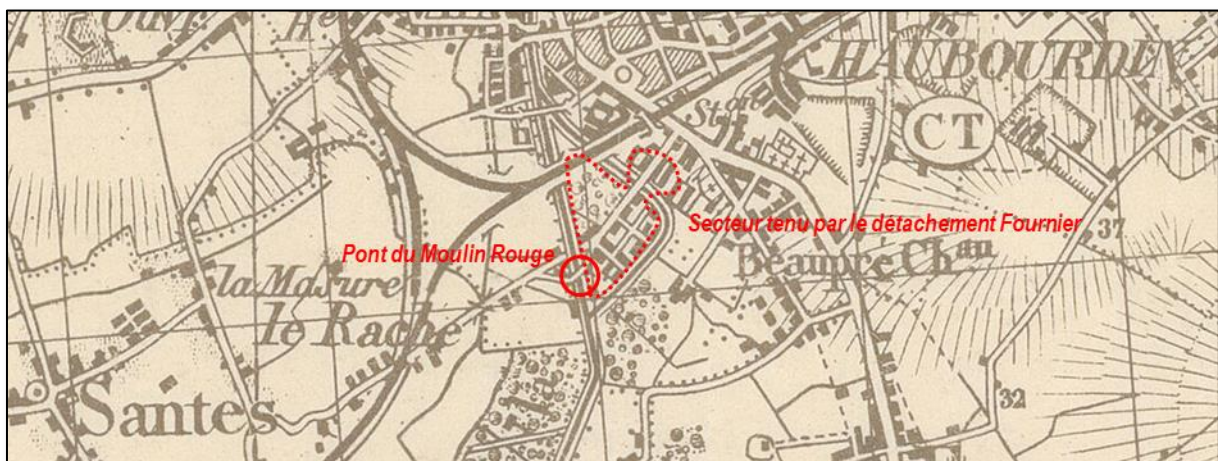 HAUBOURDIN
Stat
CT
Secteur tenu par le détachement Fournier
37
Pont du Moulin Rouge
Beaupré Chau
la Masure
le Rache
Santes
32